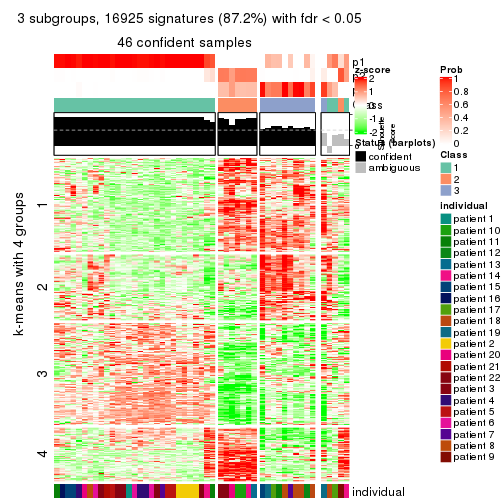 3 subgroups, 16925 signatures (87.2%) with fdr < 0.05
46 confident samples
p1
z-score
2
1
0
-1
-2
Silhouette
score
Status (barplots)
confident
ambiguous
Prob
1
0.8
0.6
0.4
0.2
0
Class
1
2
3
individual
patient 1
patient 10
patient 11
patient 12
patient 13
patient 14
patient 15
patient 16
patient 17
patient 18
patient 19
patient 2
patient 20
patient 21
patient 22
patient 3
patient 4
patient 5
patient 6
patient 7
patient 8
patient 9
k-means with 4 groups
1
2
3
4
individual